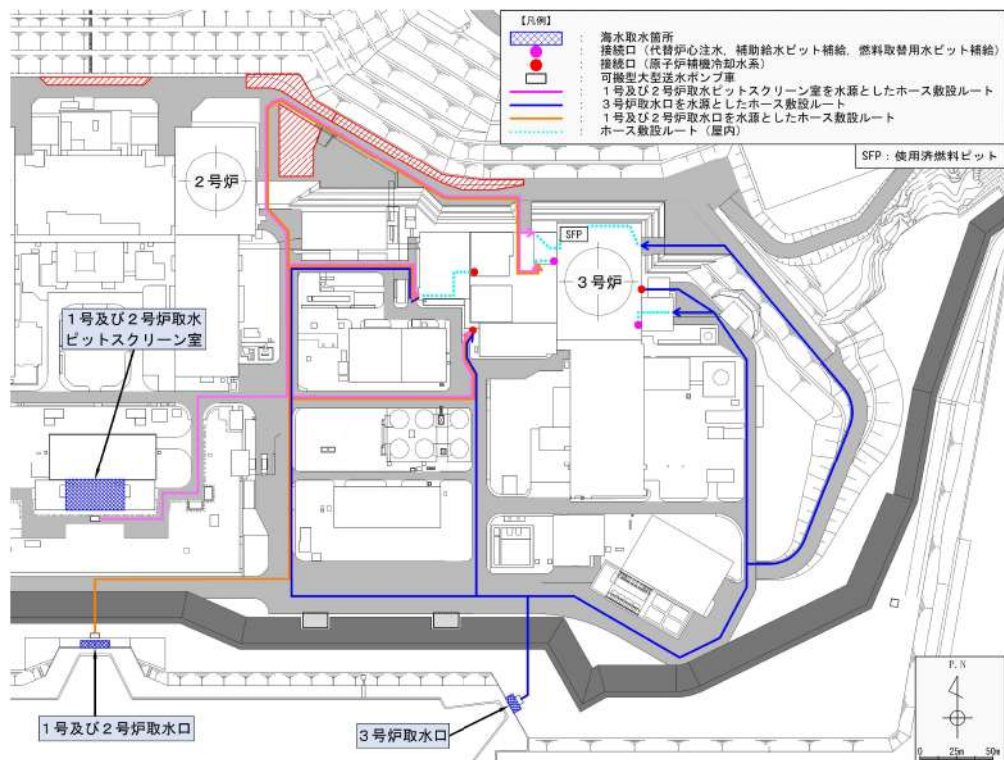 【凡例】
： 海水取水箇所
： 接続口（代替炉心注水，補助給水ピット補給，燃料取替用水ピット補給）
： 接続口（原子炉補機冷却水系）
： 可搬型大型送水ポンプ車
： 1号及び2号炉取水ピットスクリーン室を水源としたホース敷設ルート
： 3号炉取水口を水源としたホース敷設ルート
： 1号及び2号炉取水口を水源としたホース敷設ルート
： ホース敷設ルート（屋内）
SFP：使用済燃料ピット
2号炉
SFP
3号炉
1号及び2号炉取水
ピットスクリーン室
1号及び2号炉取水口
3号炉取水口
P.N
0 25m 50m